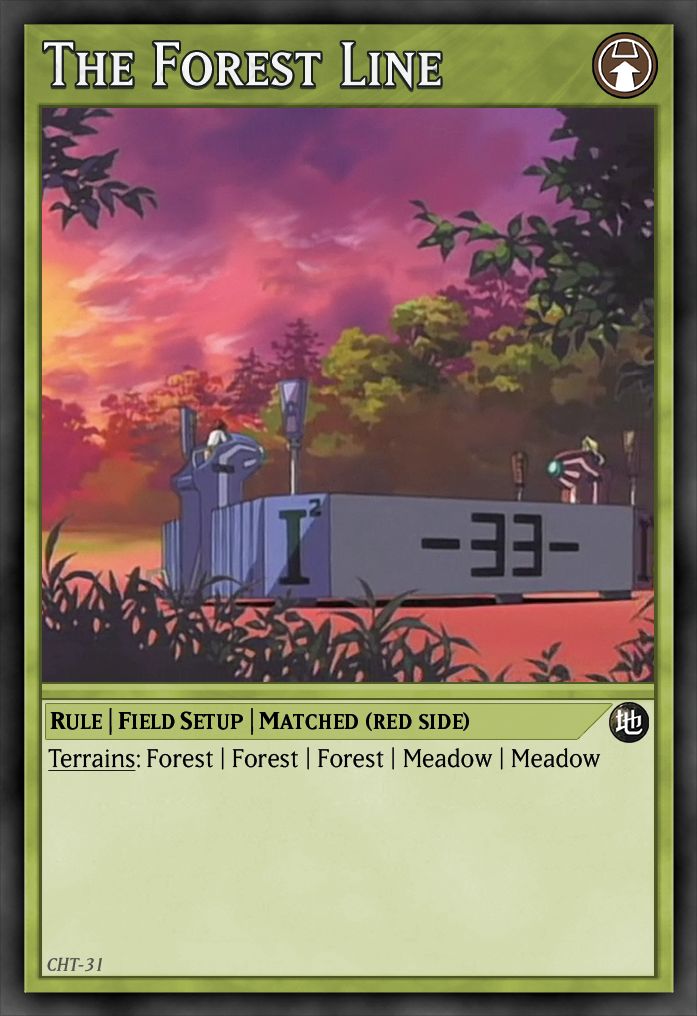 The Forest Line
I²
-33-
I
Rule | Field Setup | Matched (red side)
Terrains: Forest | Forest | Forest | Meadow | Meadow
CHT-31